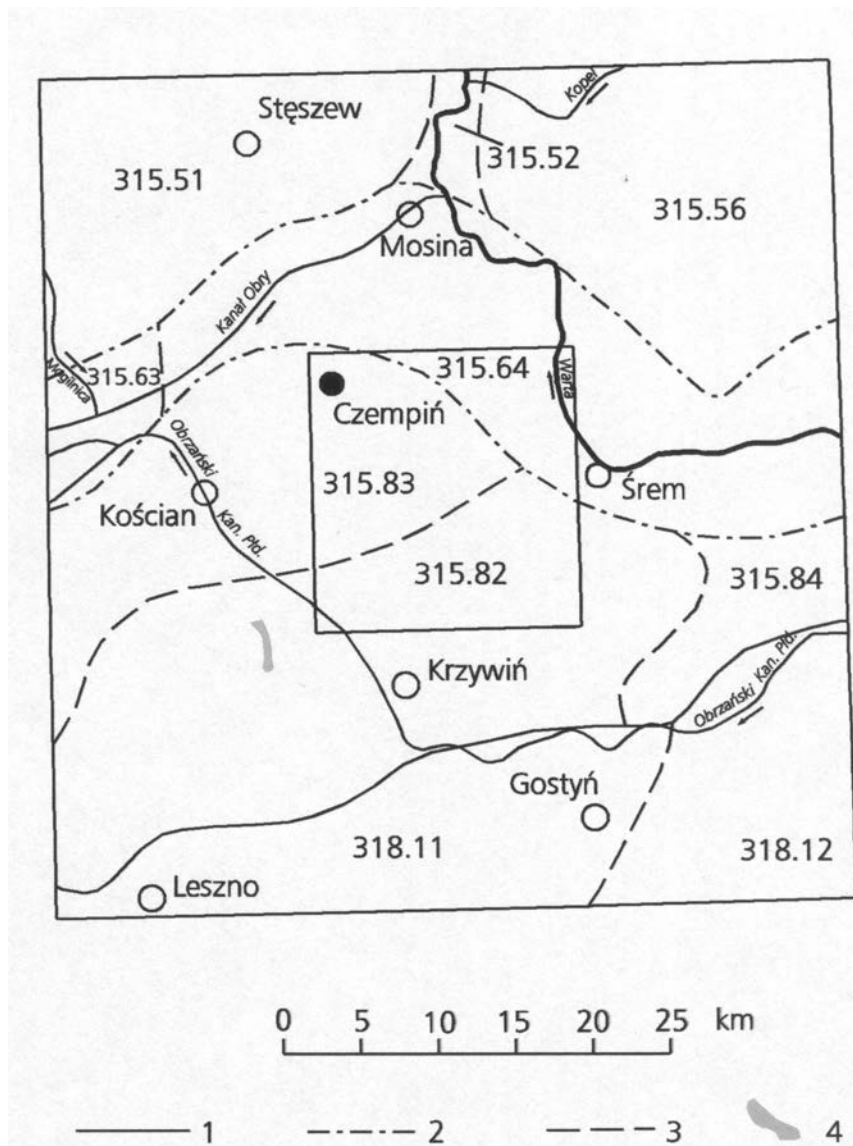 Kopel
Stęszew
315.52
315.51
315.56
Mosina
Kanał Obry
315.64
315.63
Mogilnica
Warta
Czempiń
Obrzański
Kan. Płd.
315.83
Śrem
Kościan
315.82
315.84
Krzywiń
Obrzański Kan. Płd.
Gostyń
318.11
318.12
Leszno
0 5 10 15 20 25 km
1 2 3 4